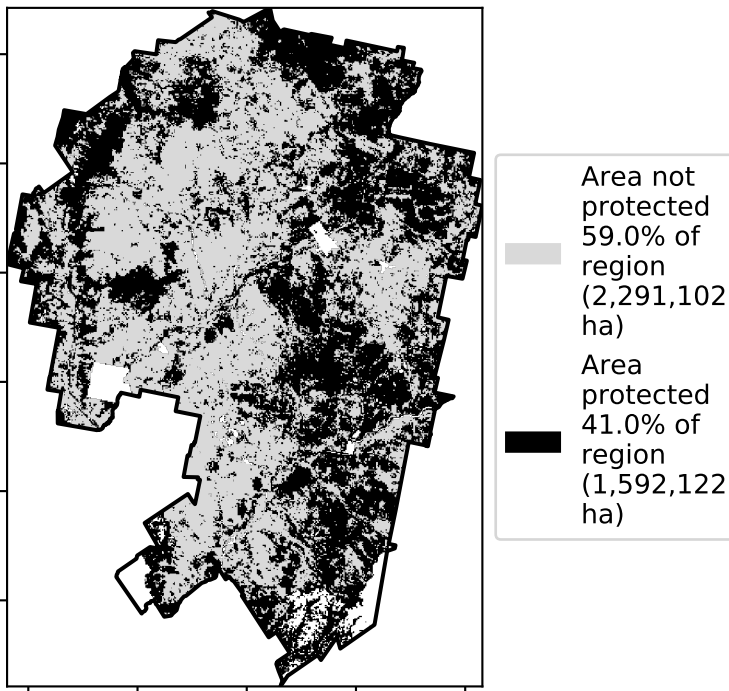 Area not
protected
59.0% of
region
(2,291,102
ha)
Area
protected
41.0% of
region
(1,592,122
ha)